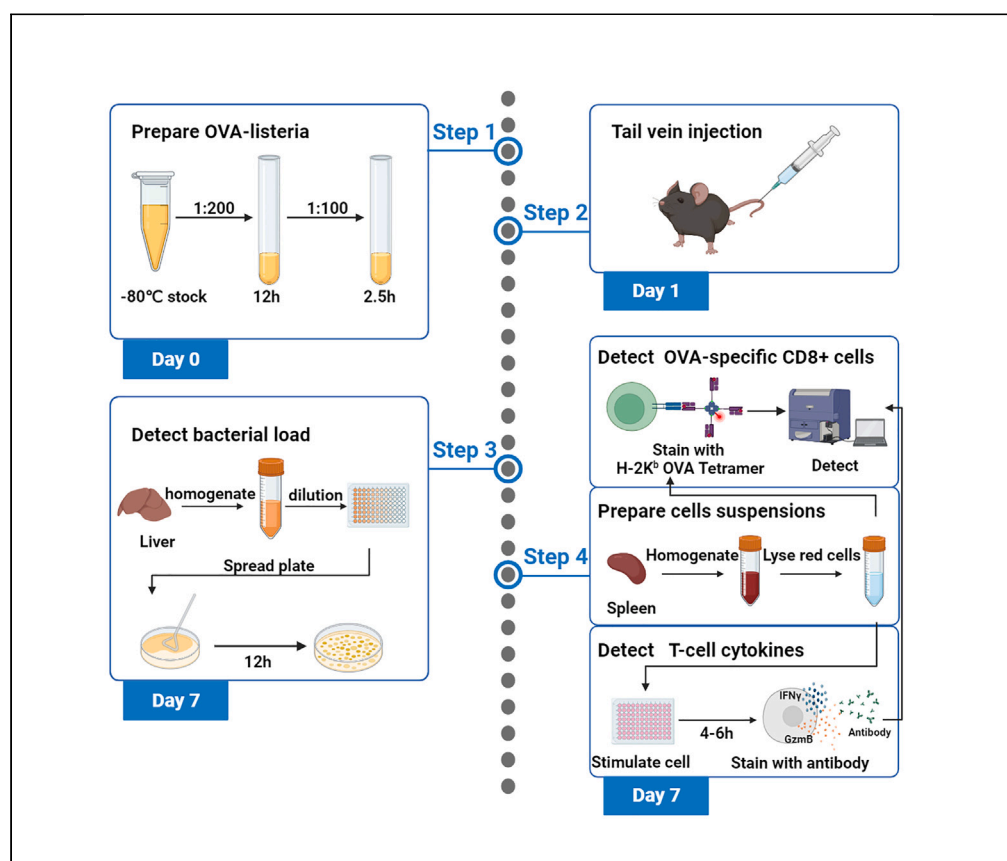 Prepare OVA-listeria
1:200
1:100
-80℃ stock
12h
2.5h
Day 0
Step 1
Tail vein injection
Step 2
Day 1
Detect bacterial load
homogenate
dilution
Liver
Spread plate
12h
Day 7
Step 3
Detect OVA-specific CD8+ cells
Stain with
H-2Kᵇ OVA Tetramer
Detect
Step 4
Prepare cells suspensions
Homogenate
Lyse red cells
Spleen
Detect T-cell cytokines
IFNγ
GzmB
Antibody
4-6h
Stimulate cell
Stain with antibody
Day 7